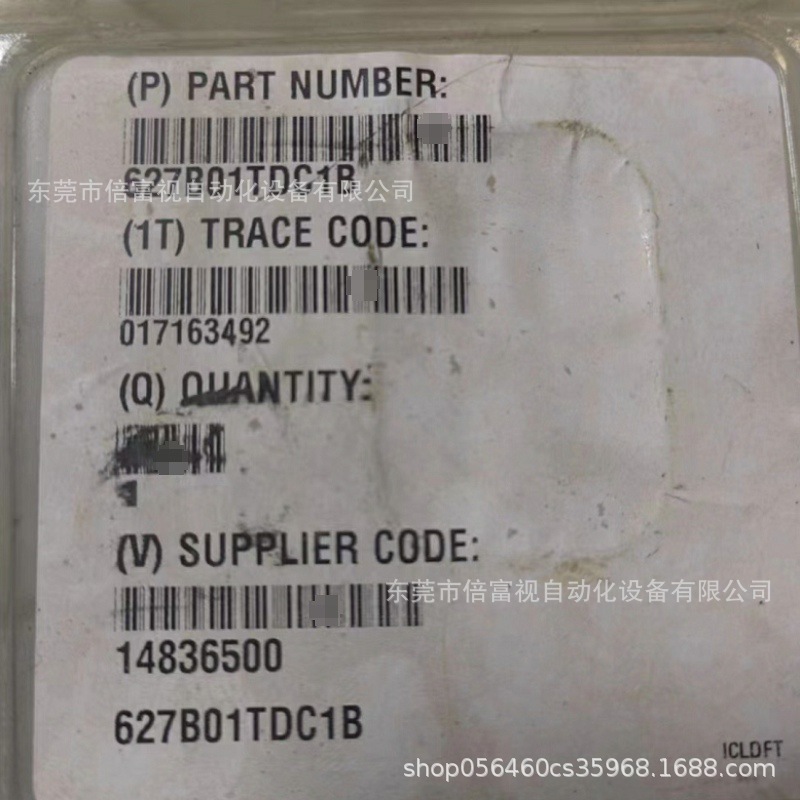 (P) PART NUMBER:
627B01TDC1B
东莞市倍富视自动化设备有限公司
(1T) TRACE CODE:
017163492
(Q) QUANTITY:
(V) SUPPLIER CODE:
东莞市倍富视自动化设备有限公司
14836500
627B01TDC1B
ICLDFT
shop056460cs35968.1688.com